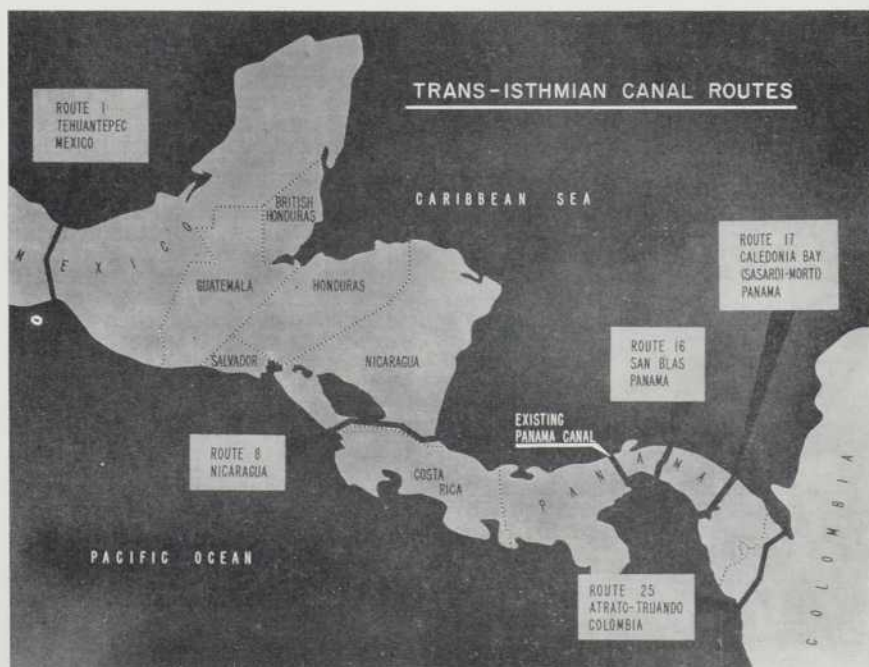 TRANS-ISTHMIAN CANAL ROUTES
ROUTE 1
TEHUANTEPEC
MEXICO
CARIBBEAN SEA
BRITISH
HONDURAS
MEXICO
ROUTE 17
CALEDONIA BAY
(SASARDI-MORTI)
PANAMA
GUATEMALA
HONDURAS
ROUTE 16
SAN BLAS
PANAMA
SALVADOR
NICARAGUA
EXISTING
PANAMA CANAL
ROUTE 8
NICARAGUA
COSTA
RICA
PANAMA
COLOMBIA
PACIFIC OCEAN
ROUTE 25
ATRATO-TRUANDO
COLOMBIA